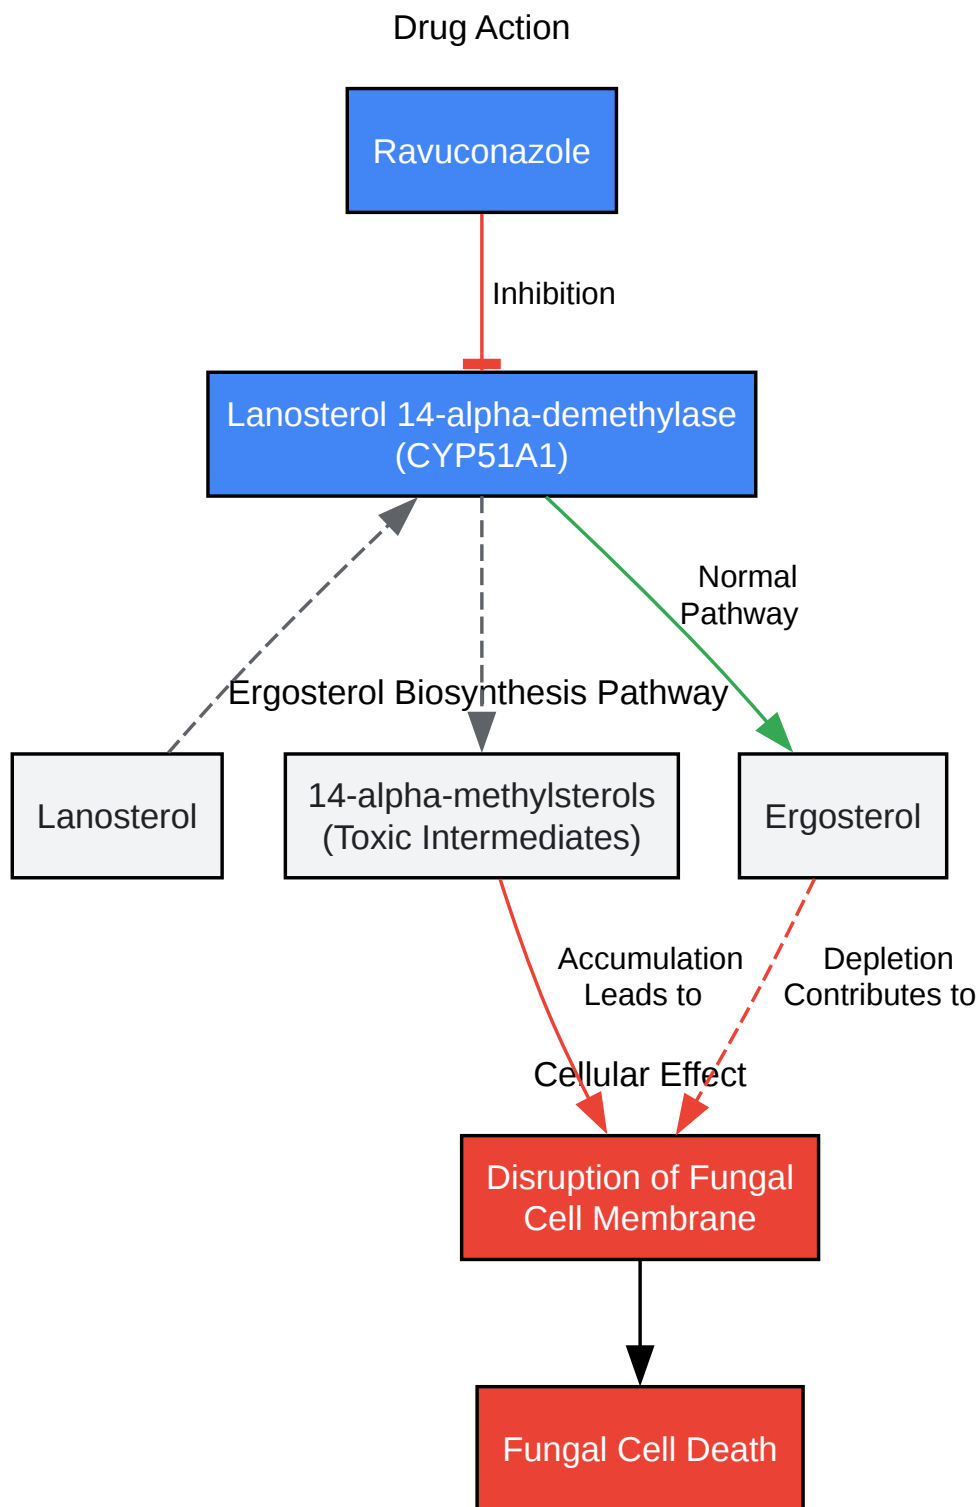 Drug Action
Ravuconazole
Inhibition
Lanosterol 14-alpha-demethylase
(CYP51A1)
Normal
Pathway
Ergosterol Biosynthesis Pathway
Lanosterol
14-alpha-methylsterols
(Toxic Intermediates)
Ergosterol
Accumulation
Leads to
Depletion
Contributes to
Cellular Effect
Disruption of Fungal
Cell Membrane
Fungal Cell Death